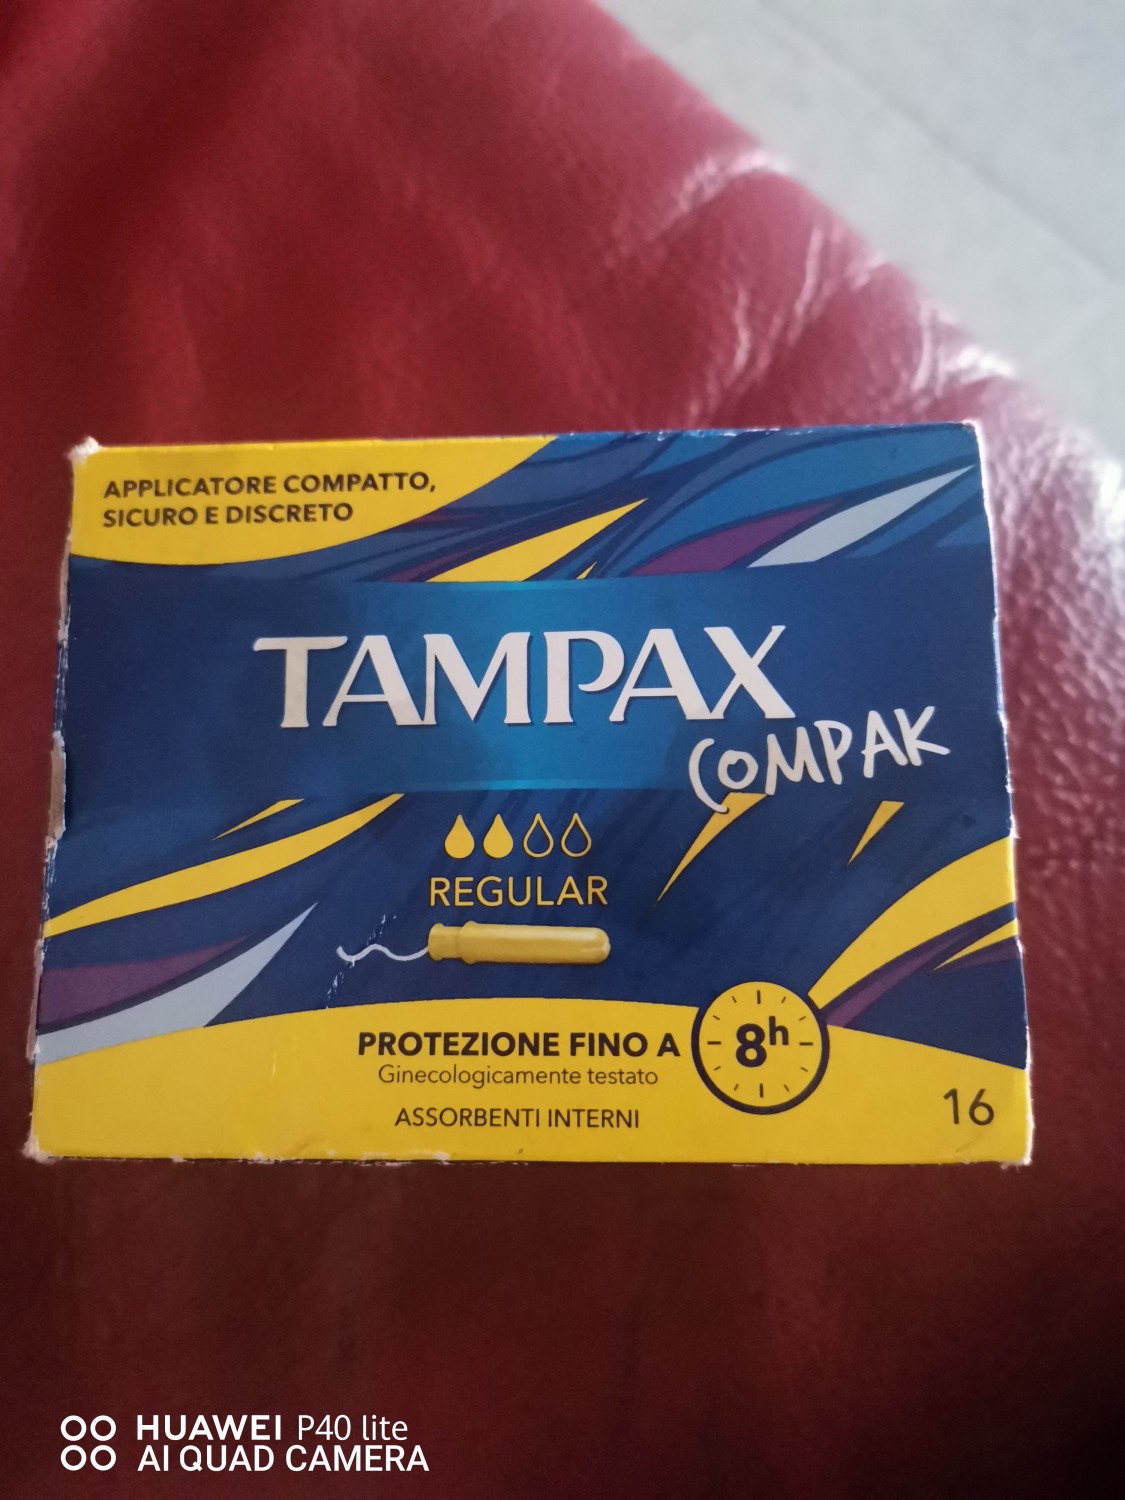 APPLICATORE COMPATTO,
SICURO E DISCRETO
TAMPAX
COMPAK
REGULAR
PROTEZIONE FINO A
8h
Ginecologicamente testato
ASSORBENTI INTERNI
16
HUAWEI P40 lite
AI QUAD CAMERA